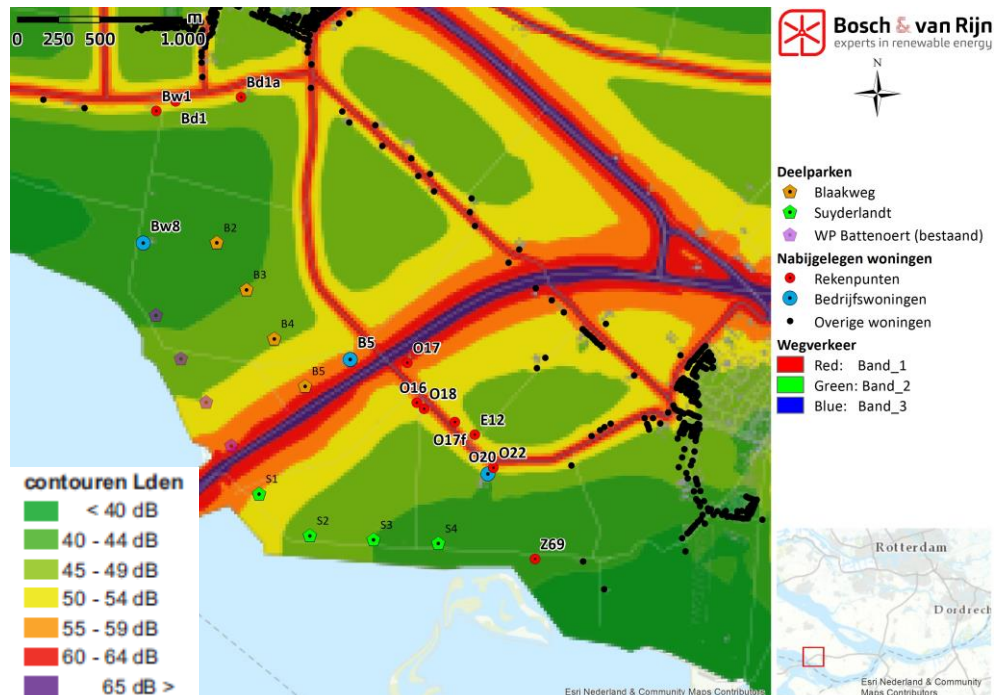 m
0 250 500 1.000
Bw1
Bd1a
Bd1
Bw8
B2
B3
B4
B5
B5
O17
O16
O18
E12
O17f
O20
O22
S1
S2
S3
S4
Z69
contouren Lden
< 40 dB
40 - 44 dB
45 - 49 dB
50 - 54 dB
55 - 59 dB
60 - 64 dB
65 dB >
Esri Nederland & Community Maps Contributors
Bosch & van Rijn
experts in renewable energy
N
Deelparken
Blaakweg
Suyderlandt
WP Battenoert (bestaand)
Nabijgelegen woningen
Rekenpunten
Bedrijfswoningen
Overige woningen
Wegverkeer
Red: Band_1
Green: Band_2
Blue: Band_3
Rotterdam
Dordrech
Esri Nederland & Community
Maps Contributors